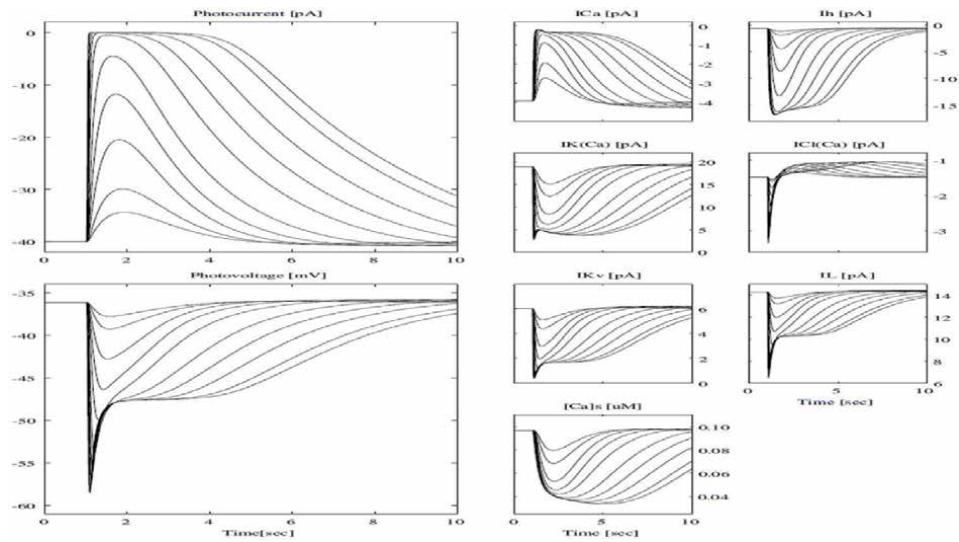 Photocurrent [pA]
0
-10
-20
-30
-40
0 2 4 6 8 10
Photovoltage [mV]
-35
-40
-45
-50
-55
-60
0 2 4 6 8 10
Time[sec]
ICa [pA]
0
-1
-2
-3
-4
Ih [pA]
0
-5
-10
-15
IK(Ca) [pA]
20
15
10
5
0
ICl(Ca) [pA]
-1
-2
-3
IKv [pA]
6
4
2
0
IL [pA]
14
12
10
8
6
0 5 10
Time [sec]
[Ca]s [uM]
0.10
0.08
0.06
0.04
0 5 10
Time [sec]